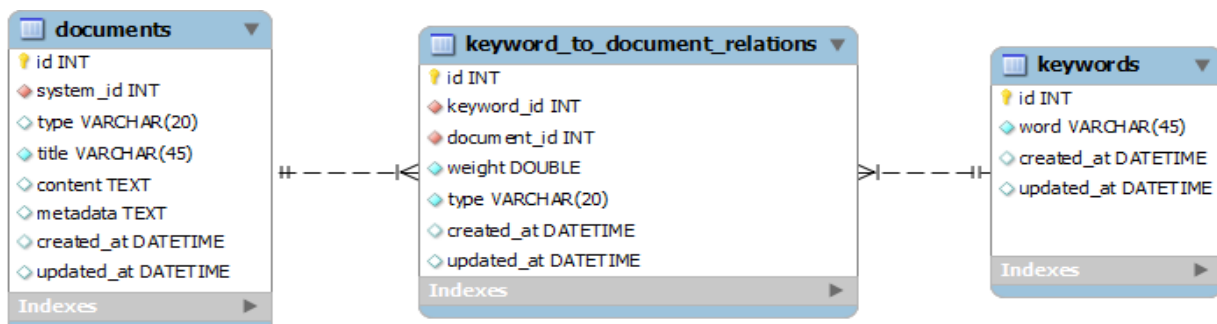 documents
id INT
system_id INT
type VARCHAR(20)
title VARCHAR(45)
content TEXT
metadata TEXT
created_at DATETIME
updated_at DATETIME
Indexes
keyword_to_document_relations
id INT
keyword_id INT
document_id INT
weight DOUBLE
type VARCHAR(20)
created_at DATETIME
updated_at DATETIME
Indexes
keywords
id INT
word VARCHAR(45)
created_at DATETIME
updated_at DATETIME
Indexes